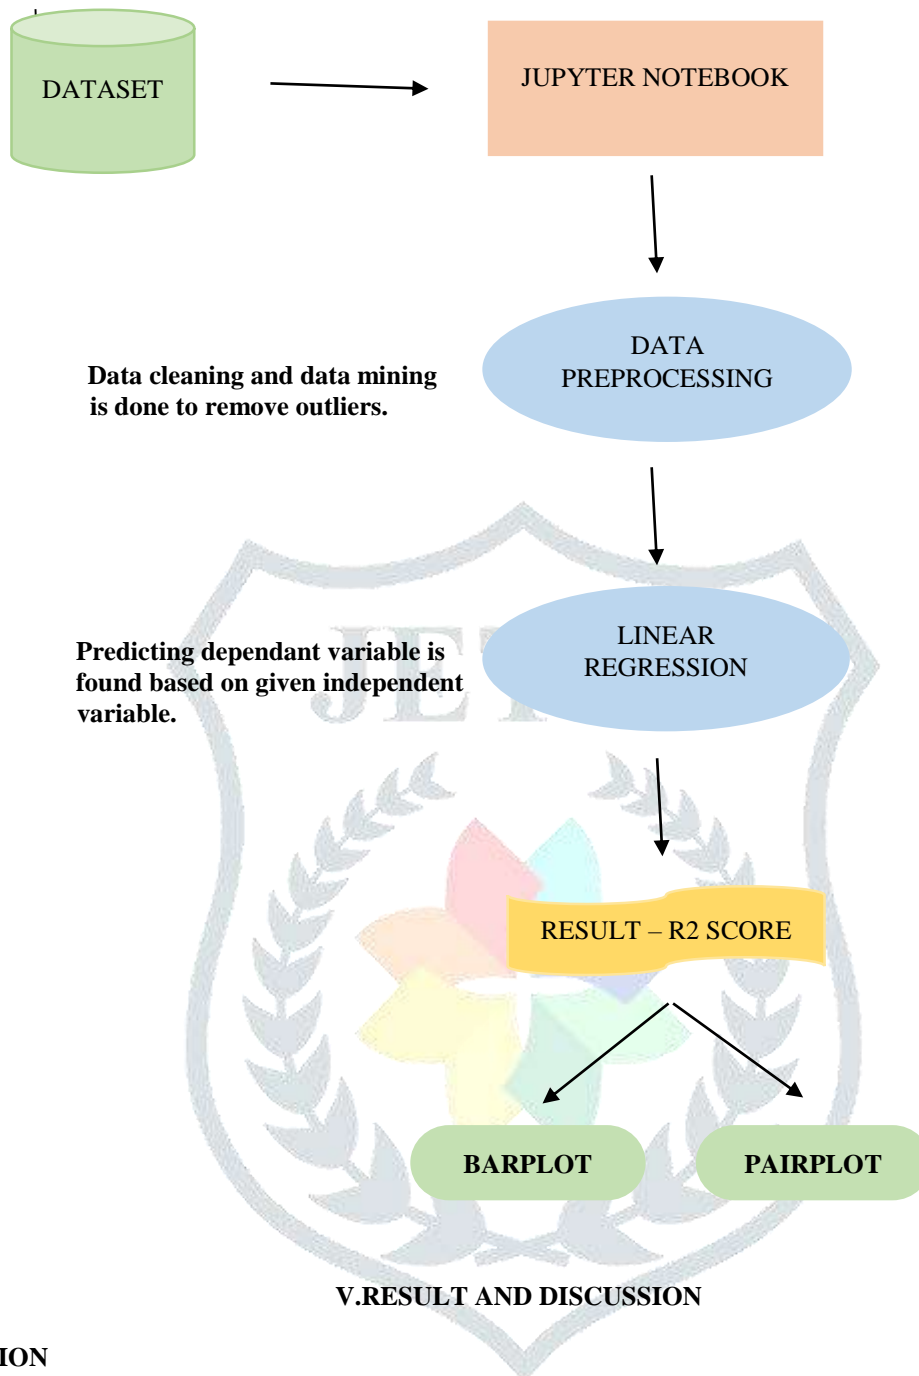 DATASET
JUPYTER NOTEBOOK
DATA
PREPROCESSING
Data cleaning and data mining
is done to remove outliers.
LINEAR
REGRESSION
Predicting dependant variable is
found based on given independent
variable.
RESULT – R2 SCORE
BARPLOT
PAIRPLOT
V.RESULT AND DISCUSSION
ION